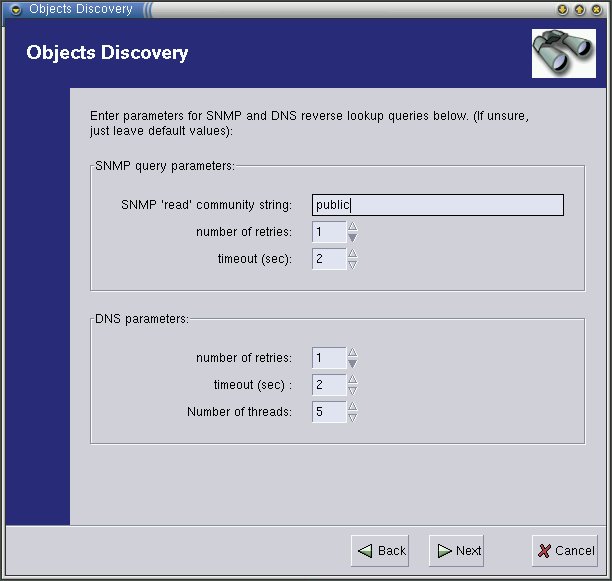 Objects Discovery
Objects Discovery
Enter parameters for SNMP and DNS reverse lookup queries below. (If unsure,
just leave default values):
SNMP query parameters:
SNMP 'read' community string: public
number of retries: 1
timeout (sec): 2
DNS parameters:
number of retries: 1
timeout (sec) : 2
Number of threads: 5
Back Next Cancel